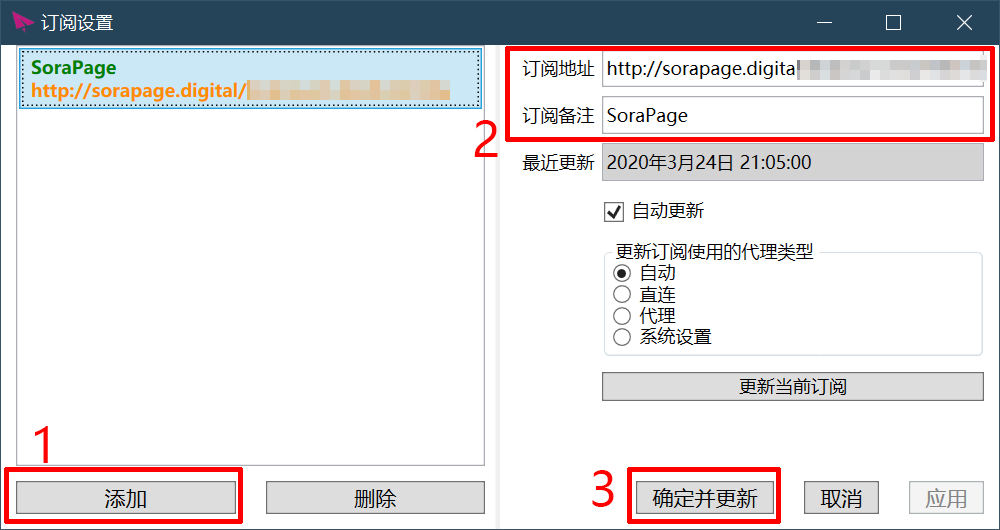 订阅设置
SoraPage
http://sorapage.digital/
1
添加
删除
2
订阅地址 http://sorapage.digital
订阅备注 SoraPage
最近更新 2020年3月24日 21:05:00
自动更新
更新订阅使用的代理类型
自动
直连
代理
系统设置
更新当前订阅
3
确定并更新
取消
应用